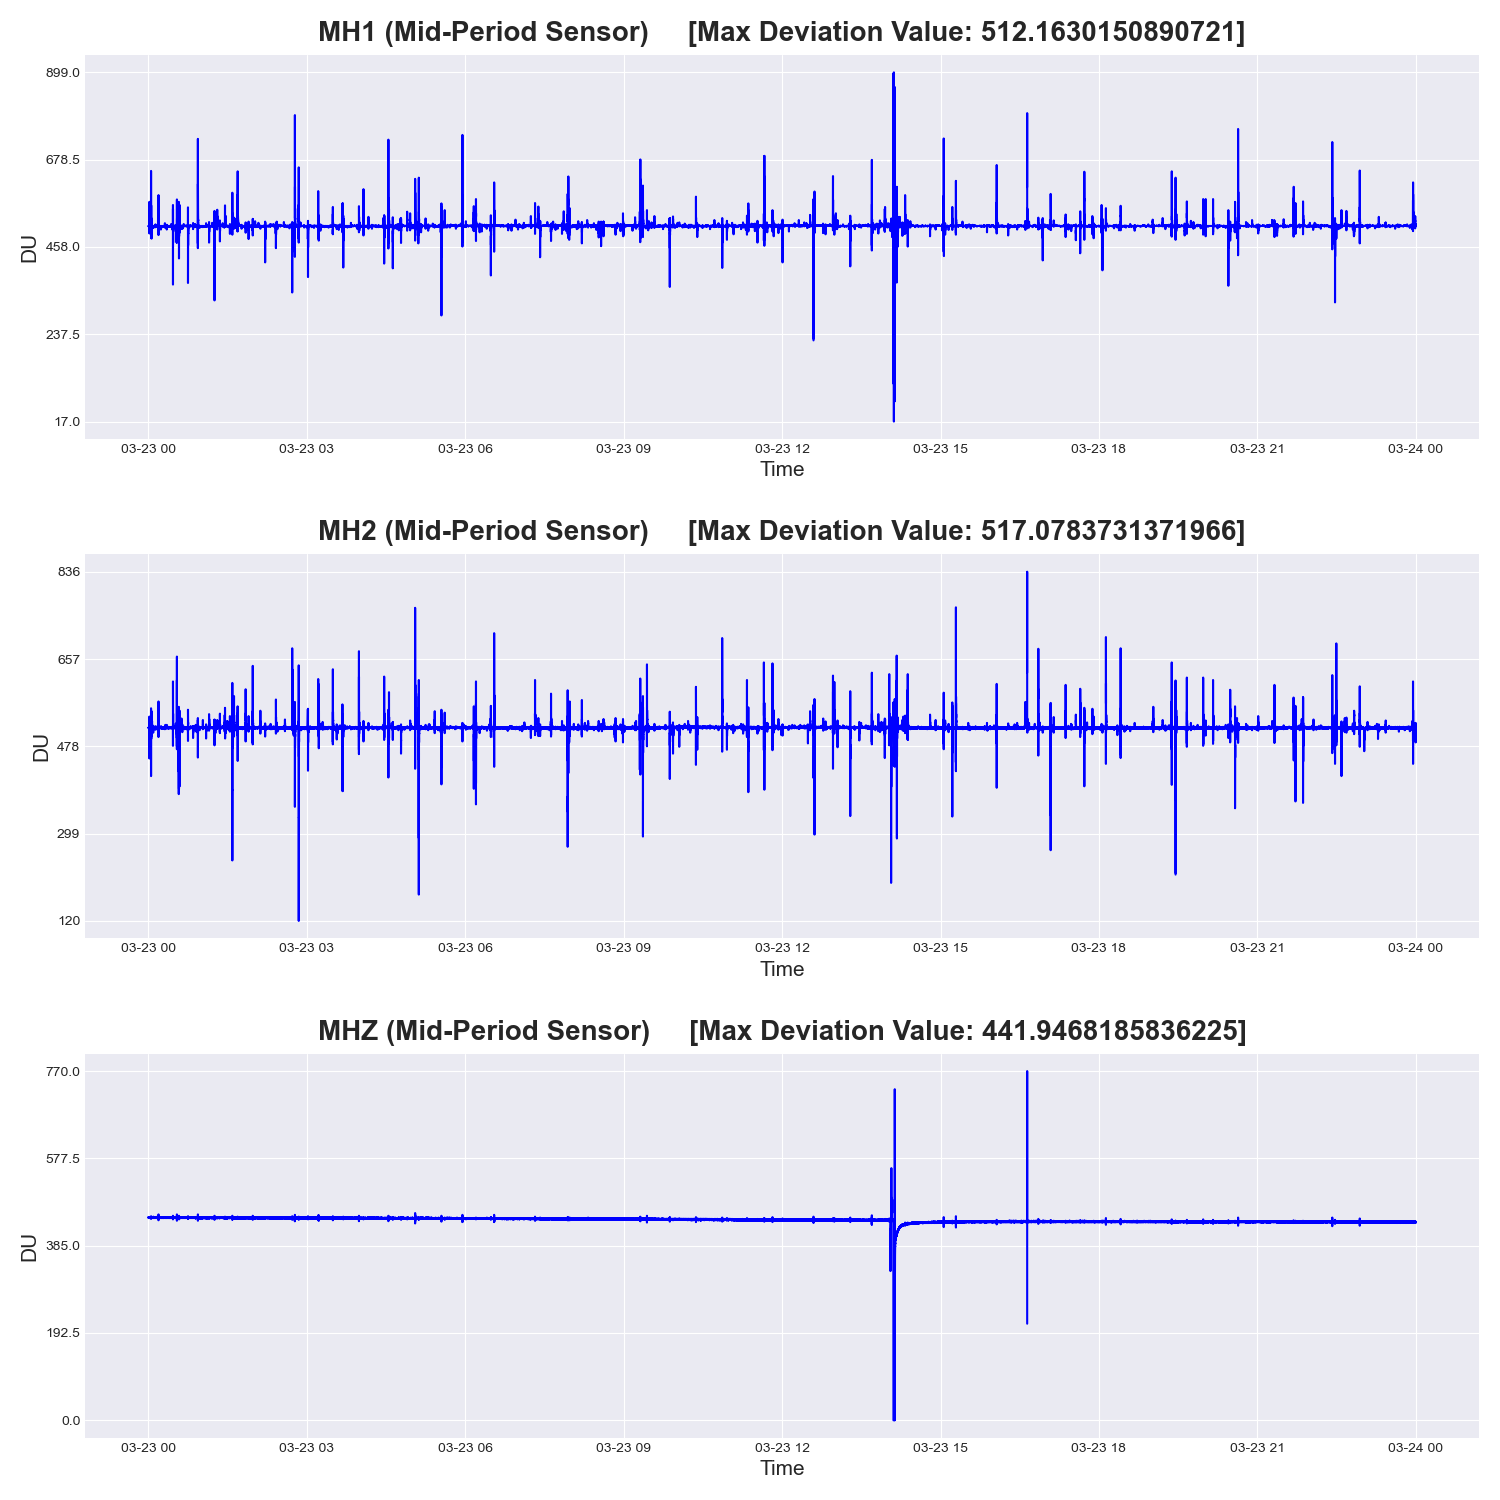 MH1 (Mid-Period Sensor) [Max Deviation Value: 512.1630150890721]
899.0
678.5
458.0
237.5
17.0
DU
03-23 00 03-23 03 03-23 06 03-23 09 03-23 12 03-23 15 03-23 18 03-23 21 03-24 00
Time
MH2 (Mid-Period Sensor) [Max Deviation Value: 517.0783731371966]
836
657
478
299
120
DU
03-23 00 03-23 03 03-23 06 03-23 09 03-23 12 03-23 15 03-23 18 03-23 21 03-24 00
Time
MHZ (Mid-Period Sensor) [Max Deviation Value: 441.9468185836225]
770.0
577.5
385.0
192.5
0.0
DU
03-23 00 03-23 03 03-23 06 03-23 09 03-23 12 03-23 15 03-23 18 03-23 21 03-24 00
Time